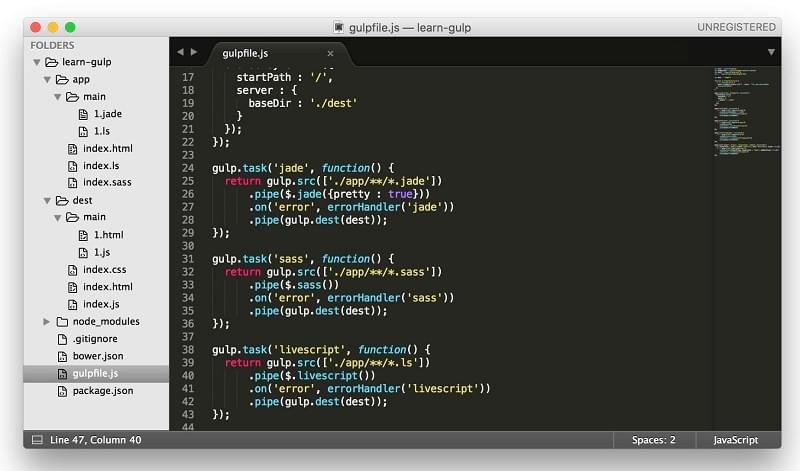 gulpfile.js — learn-gulp
UNREGISTERED
FOLDERS
learn-gulp
app
main
1.jade
1.ls
index.html
index.ls
index.sass
dest
main
1.html
1.js
index.css
index.html
index.js
node_modules
.gitignore
bower.json
gulpfile.js
package.json
gulpfile.js ×
17 startPath : '/',
18 server : {
19 baseDir : './dest'
20 }
21 });
22 });
23
24 gulp.task('jade', function() {
25 return gulp.src(['./app/**/*.jade'])
26 .pipe($.jade({pretty : true}))
27 .on('error', errorHandler('jade'))
28 .pipe(gulp.dest(dest));
29 });
30
31 gulp.task('sass', function() {
32 return gulp.src(['./app/**/*.sass'])
33 .pipe($.sass())
34 .on('error', errorHandler('sass'))
35 .pipe(gulp.dest(dest));
36 });
37
38 gulp.task('livescript', function() {
39 return gulp.src(['./app/**/*.ls'])
40 .pipe($.livescript())
41 .on('error', errorHandler('livescript'))
42 .pipe(gulp.dest(dest));
43 });
44
Line 47, Column 40
Spaces: 2
JavaScript